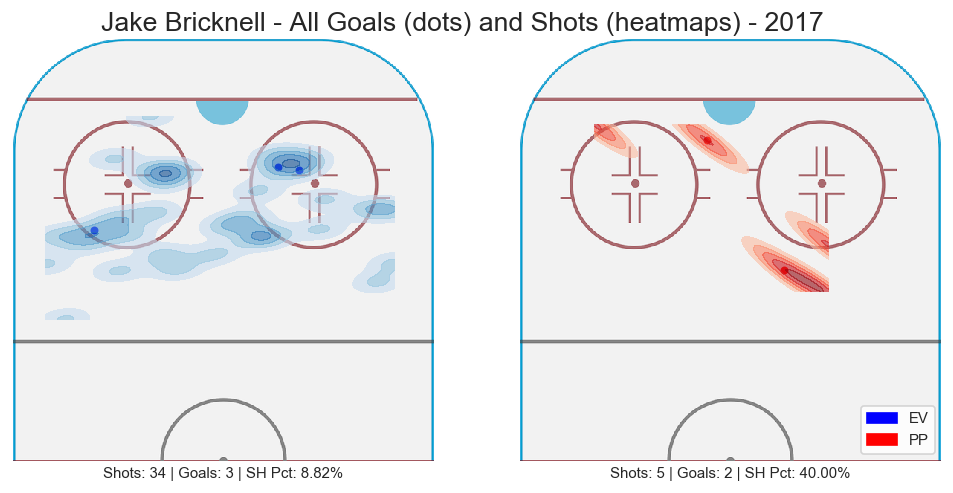 Jake Bricknell - All Goals (dots) and Shots (heatmaps) - 2017
EV
PP
Shots: 34 | Goals: 3 | SH Pct: 8.82%
Shots: 5 | Goals: 2 | SH Pct: 40.00%